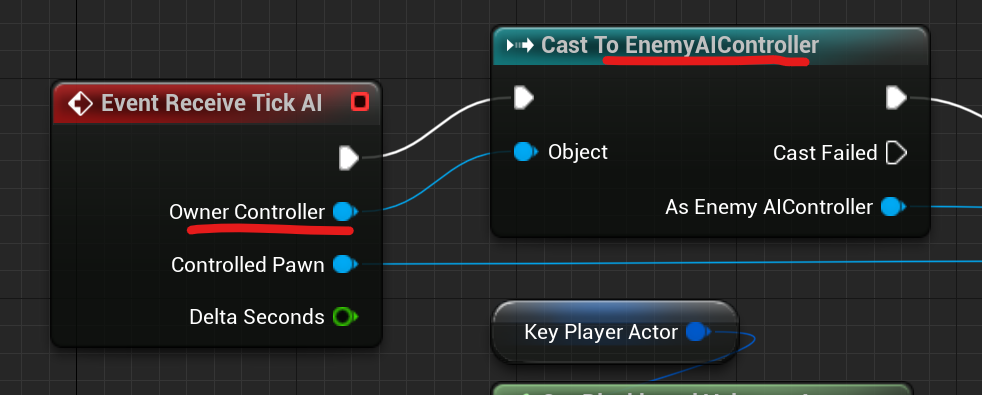 Cast To EnemyAIController
Event Receive Tick AI
Object
Cast Failed
Owner Controller
As Enemy AIController
Controlled Pawn
Delta Seconds
Key Player Actor